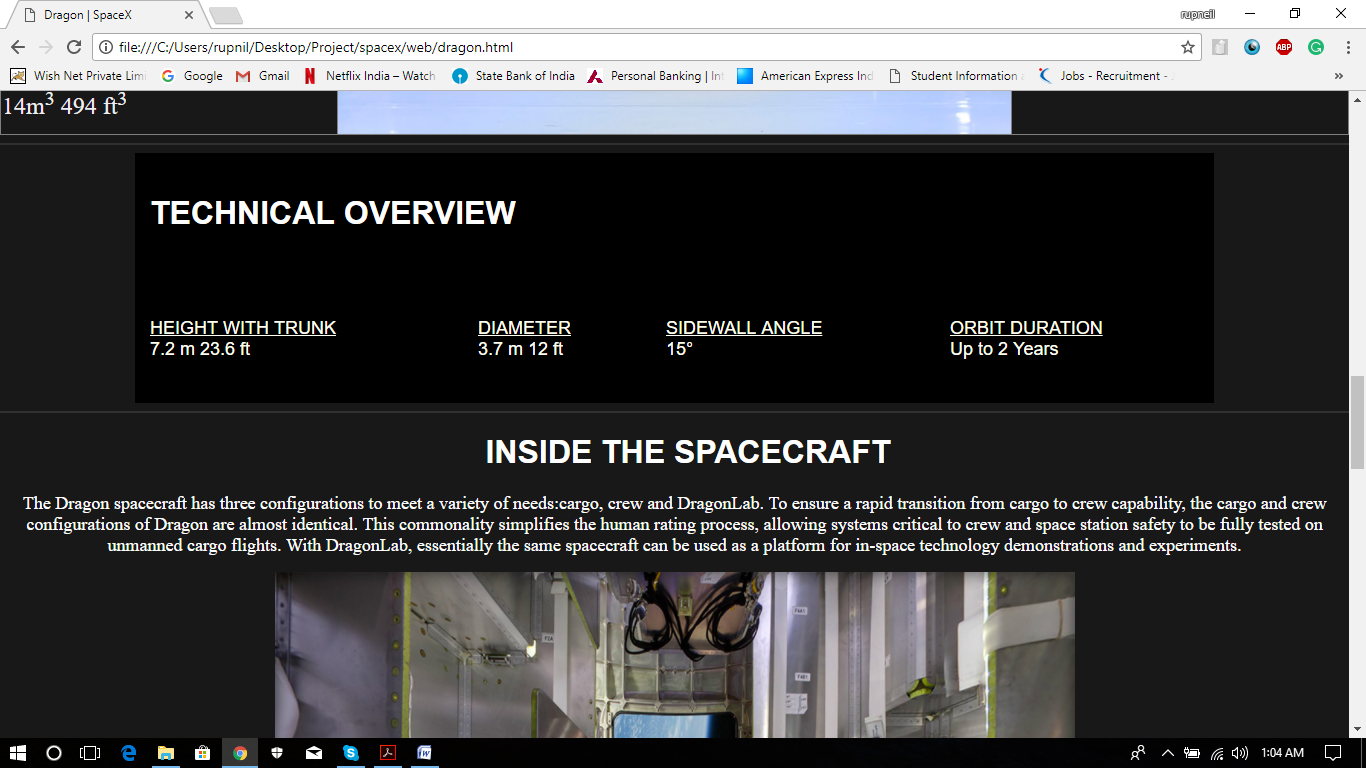 Dragon | SpaceX
rupneil
file:///C:/Users/rupnil/Desktop/Project/spacex/web/dragon.html
ABP
Wish Net Private Lim Google Gmail Netflix India – Watch State Bank of India Personal Banking | Int American Express Ind Student Information Jobs - Recruitment - »
14m³ 494 ft³
TECHNICAL OVERVIEW
HEIGHT WITH TRUNK DIAMETER SIDEWALL ANGLE ORBIT DURATION
7.2 m 23.6 ft 3.7 m 12 ft 15° Up to 2 Years
INSIDE THE SPACECRAFT
The Dragon spacecraft has three configurations to meet a variety of needs:cargo, crew and DragonLab. To ensure a rapid transition from cargo to crew capability, the cargo and crew
configurations of Dragon are almost identical. This commonality simplifies the human rating process, allowing systems critical to crew and space station safety to be fully tested on
unmanned cargo flights. With DragonLab, essentially the same spacecraft can be used as a platform for in-space technology demonstrations and experiments.
1:04 AM